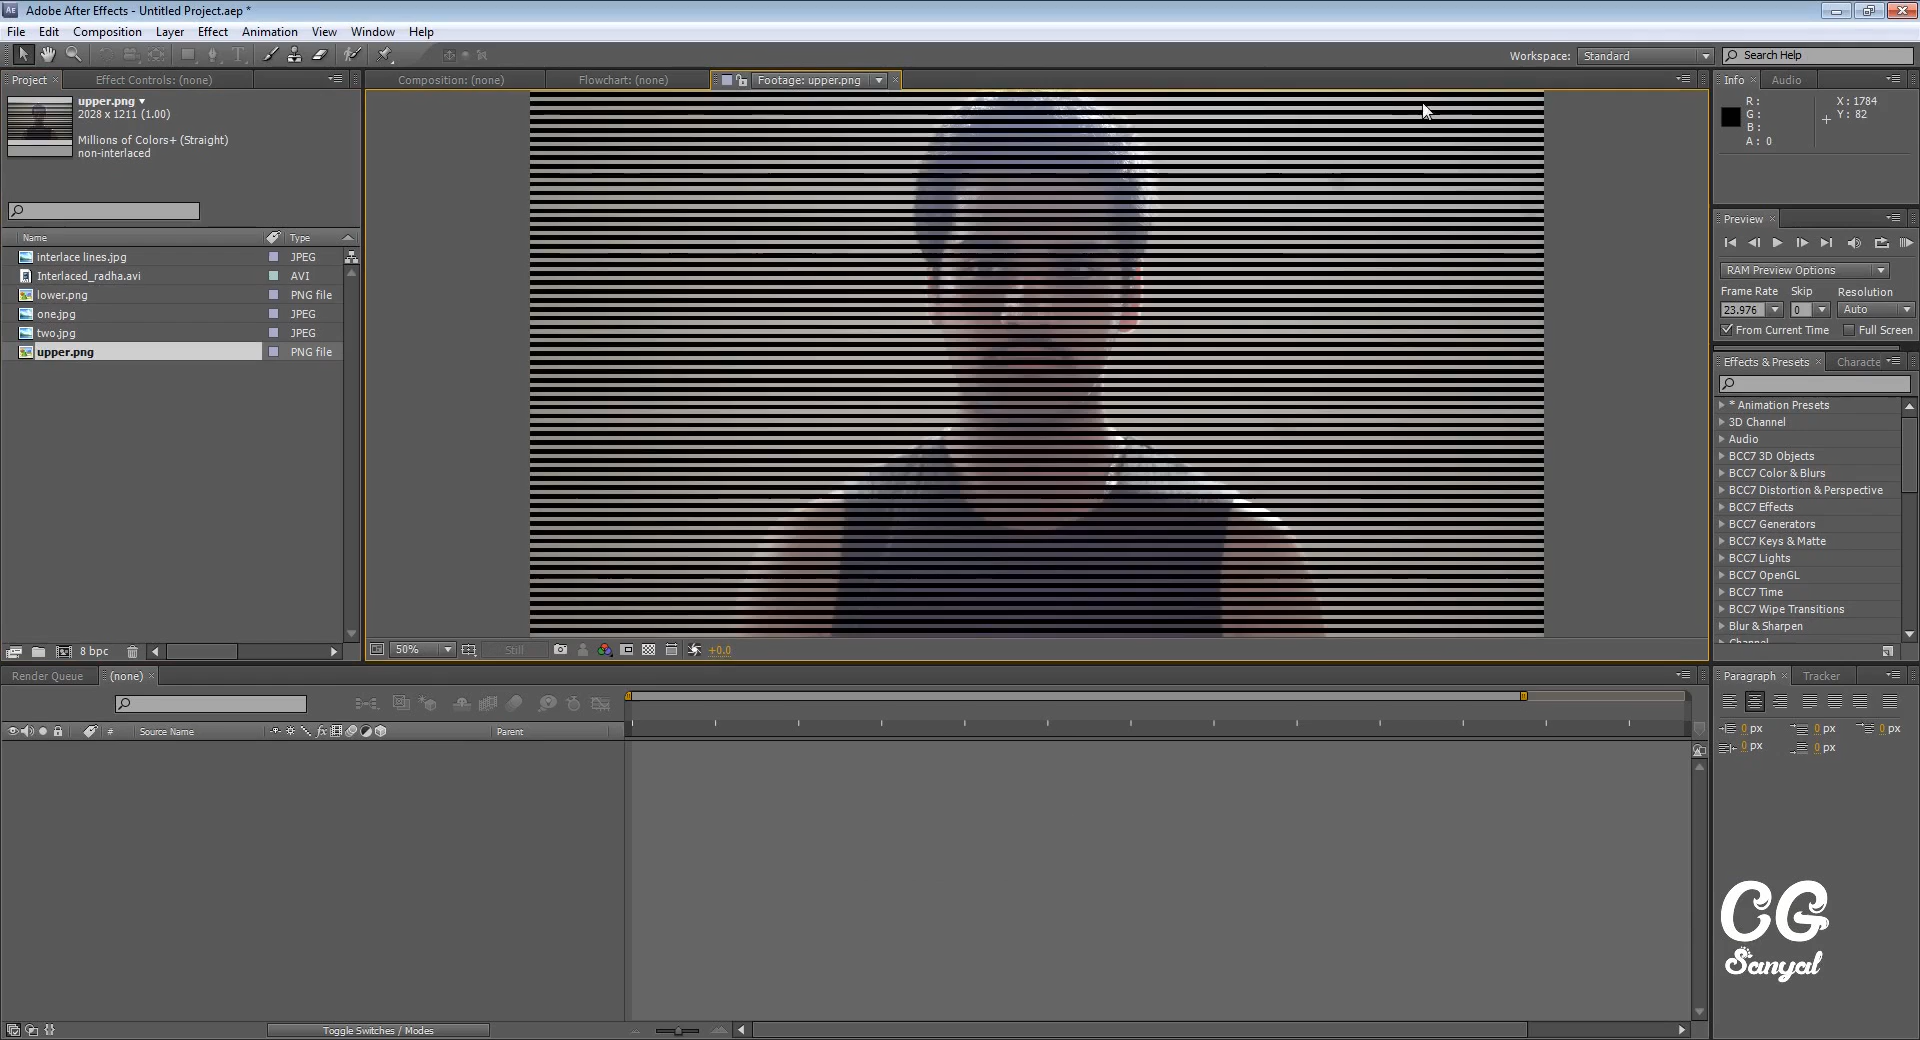 Adobe After Effects - Untitled Project.aep *
File Edit Composition Layer Effect Animation View Window Help
Workspace: Standard Search Help
Project Effect Controls: (none)
Composition: (none) Flowchart: (none) Footage: upper.png
Info Audio
upper.png
2028 x 1211 (1.00)
Millions of Colors+ (Straight)
non-interlaced
R:
G:
B:
A: 0
X: 1784
Y: 82
Name Type
interlace lines.jpg JPEG
Interlaced_radha.avi AVI
lower.png PNG file
one.jpg JPEG
two.jpg JPEG
upper.png PNG file
8 bpc
50% Still +0.0
Preview
RAM Preview Options
Frame Rate Skip Resolution
23.976 0 Auto
From Current Time Full Screen
Effects & Presets Characte
* Animation Presets
3D Channel
Audio
BCC7 3D Objects
BCC7 Color & Blurs
BCC7 Distortion & Perspective
BCC7 Effects
BCC7 Generators
BCC7 Keys & Matte
BCC7 Lights
BCC7 OpenGL
BCC7 Time
BCC7 Wipe Transitions
Blur & Sharpen
Channel
Render Queue (none)
# Source Name fx Parent
Toggle Switches / Modes
Paragraph Tracker
0 px 0 px 0 px
0 px 0 px
CG
Sanyal